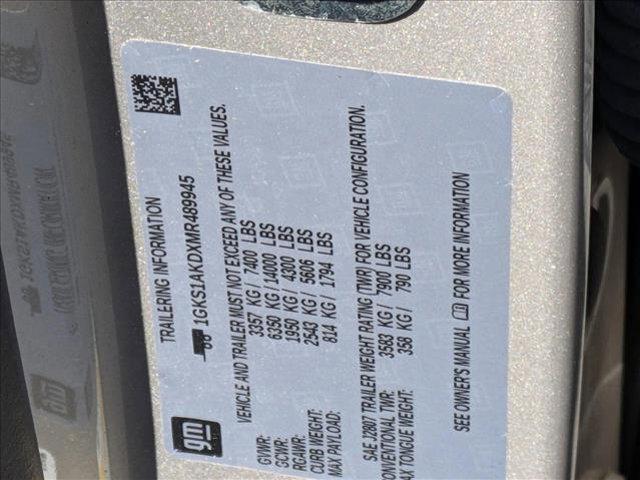 gm
TRAILERING INFORMATION
1GKS1AKDXMR489945
VEHICLE AND TRAILER MUST NOT EXCEED ANY OF THESE VALUES.
GVWR: 3357 KG / 7400 LBS
GCWR: 6350 KG / 14000 LBS
RGAWR: 1950 KG / 4300 LBS
CURB WEIGHT: 2543 KG / 5606 LBS
MAX PAYLOAD: 814 KG / 1794 LBS
SAE J2807 TRAILER WEIGHT RATING (TWR) FOR VEHICLE CONFIGURATION.
CONVENTIONAL TWR: 3583 KG / 7900 LBS
MAX TONGUE WEIGHT: 358 KG / 790 LBS
SEE OWNER'S MANUAL FOR MORE INFORMATION